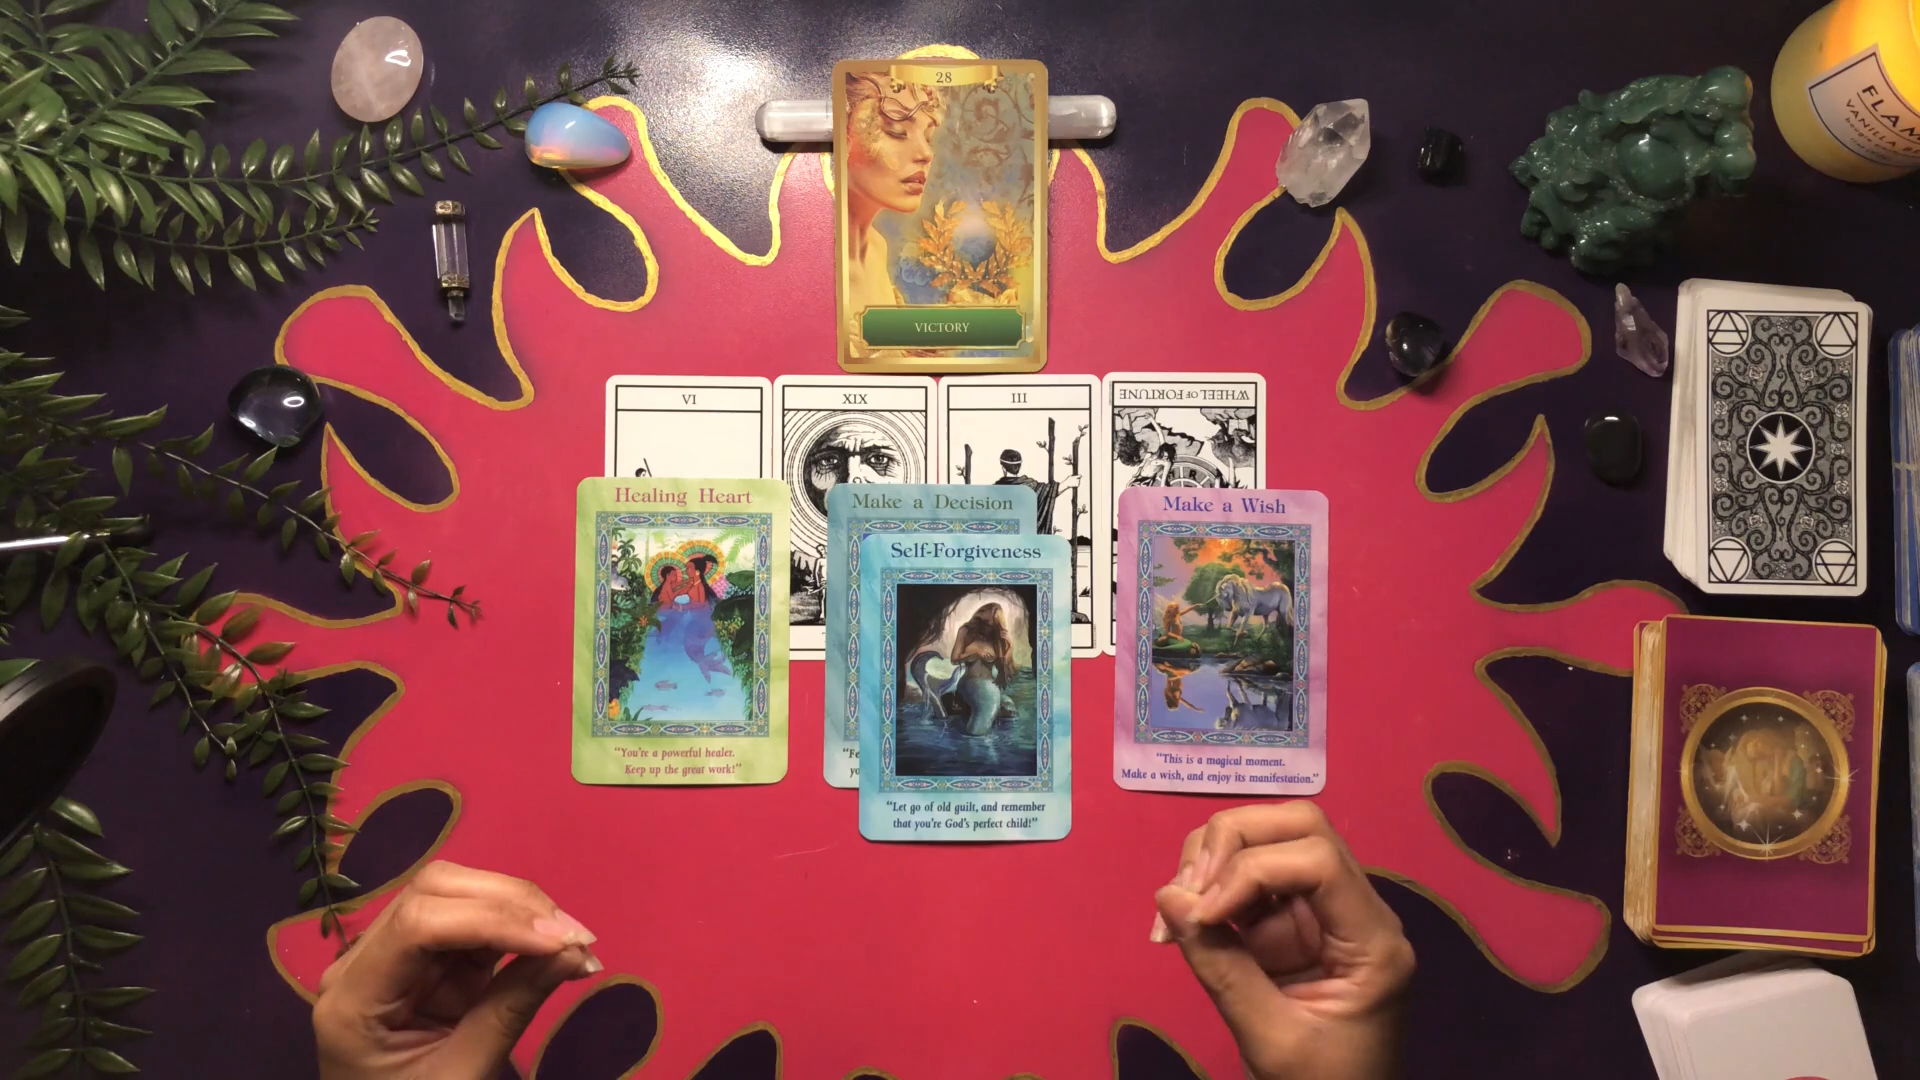 28
VICTORY
VI
XIX
III
WHEEL OF FORTUNE
Healing Heart
"You're a powerful healer.
Keep up the great work!"
Make a Decision
Self-Forgiveness
"Let go of old guilt, and remember
that you're God's perfect child!"
Make a Wish
"This is a magical moment.
Make a wish, and enjoy its manifestation."
VANILLA